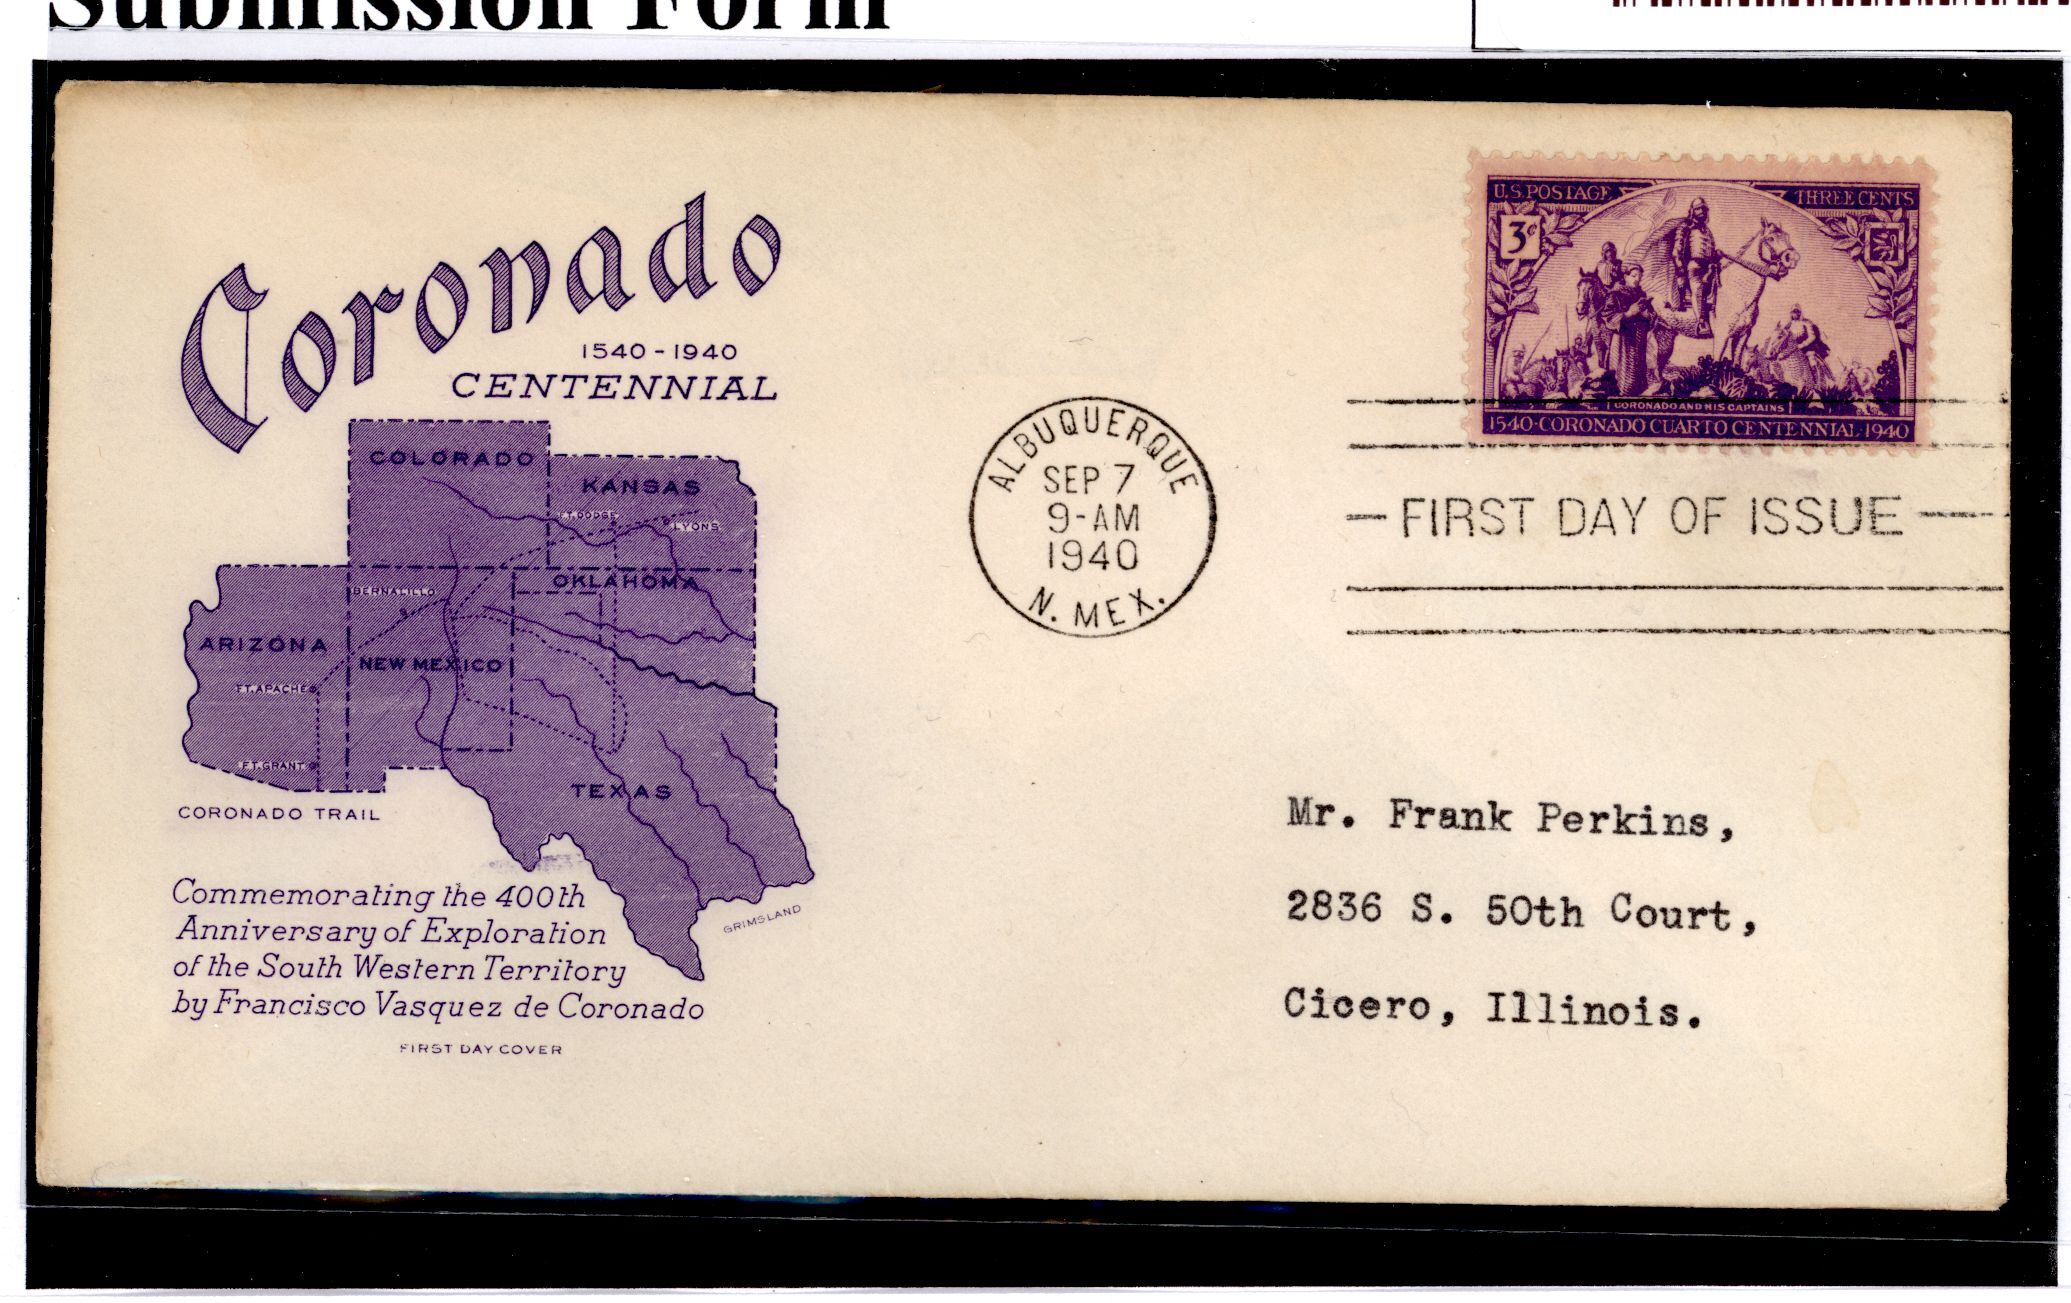 Submission Form
Coronado
1540-1940
CENTENNIAL
COLORADO
KANSAS
FT. DODGE
LYONS
OKLAHOMA
BERNALILLO
ARIZONA
NEW MEXICO
FT. APACHE
FT. GRANT
TEXAS
CORONADO TRAIL
GRIMSLAND
Commemorating the 400th
Anniversary of Exploration
of the South Western Territory
by Francisco Vasquez de Coronado
FIRST DAY COVER
ALBUQUERQUE
SEP 7
9-AM
1940
N. MEX.
U.S. POSTAGE THREE CENTS
3¢
CORONADO AND HIS CAPTAINS
1540·CORONADO CUARTO CENTENNIAL·1940
FIRST DAY OF ISSUE
Mr. Frank Perkins,
2836 S. 50th Court,
Cicero, Illinois.